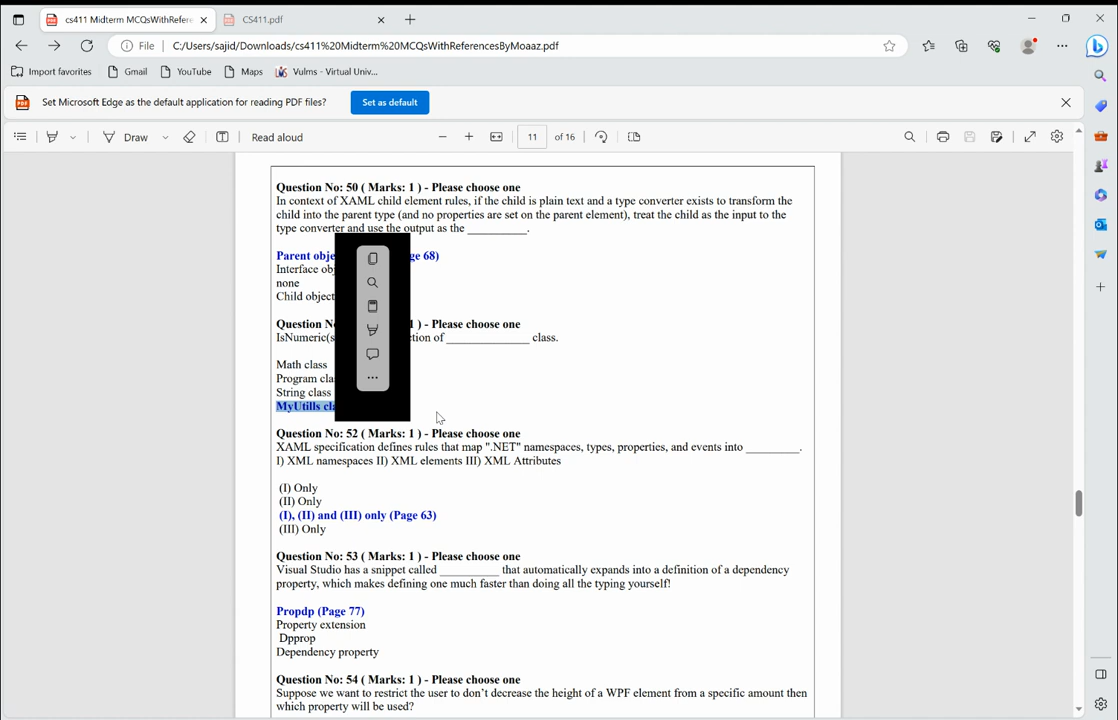 cs411 Midterm MCQsWithRefere
CS411.pdf
File
C:/Users/sajid/Downloads/cs411%20Midterm%20MCQsWithReferencesByMoaaz.pdf
Import favorites
Gmail
YouTube
Maps
Vulms - Virtual Univ...
Set Microsoft Edge as the default application for reading PDF files?
Set as default
Draw
Read aloud
11
of 16
Question No: 50 ( Marks: 1 ) - Please choose one
In context of XAML child element rules, if the child is plain text and a type converter exists to transform the
child into the parent type (and no properties are set on the parent element), treat the child as the input to the
type converter and use the output as the __________.
Parent obje ge 68)
Interface obj
none
Child object
Question N 1 ) - Please choose one
IsNumeric(s ction of ______________ class.
Math class
Program cla
String class
MyUtills cla
Question No: 52 ( Marks: 1 ) - Please choose one
XAML specification defines rules that map ".NET" namespaces, types, properties, and events into _________.
I) XML namespaces II) XML elements III) XML Attributes
(I) Only
(II) Only
(I), (II) and (III) only (Page 63)
(III) Only
Question No: 53 ( Marks: 1 ) - Please choose one
Visual Studio has a snippet called __________ that automatically expands into a definition of a dependency
property, which makes defining one much faster than doing all the typing yourself!
Propdp (Page 77)
Property extension
Dpprop
Dependency property
Question No: 54 ( Marks: 1 ) - Please choose one
Suppose we want to restrict the user to don't decrease the height of a WPF element from a specific amount then
which property will be used?